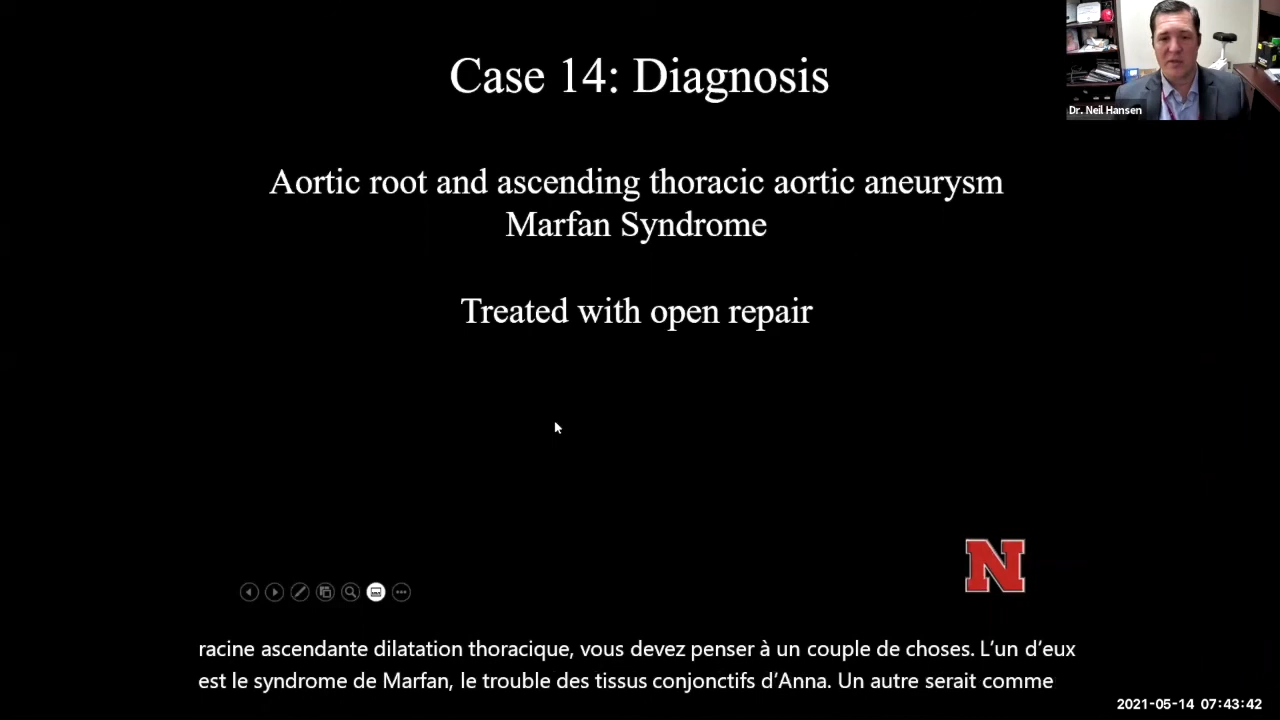 Case 14: Diagnosis
Dr. Neil Hansen
Aortic root and ascending thoracic aortic aneurysm
Marfan Syndrome
Treated with open repair
N
racine ascendante dilatation thoracique, vous devez penser à un couple de choses. L’un d’eux
est le syndrome de Marfan, le trouble des tissus conjonctifs d’Anna. Un autre serait comme
2021-05-14 07:43:42